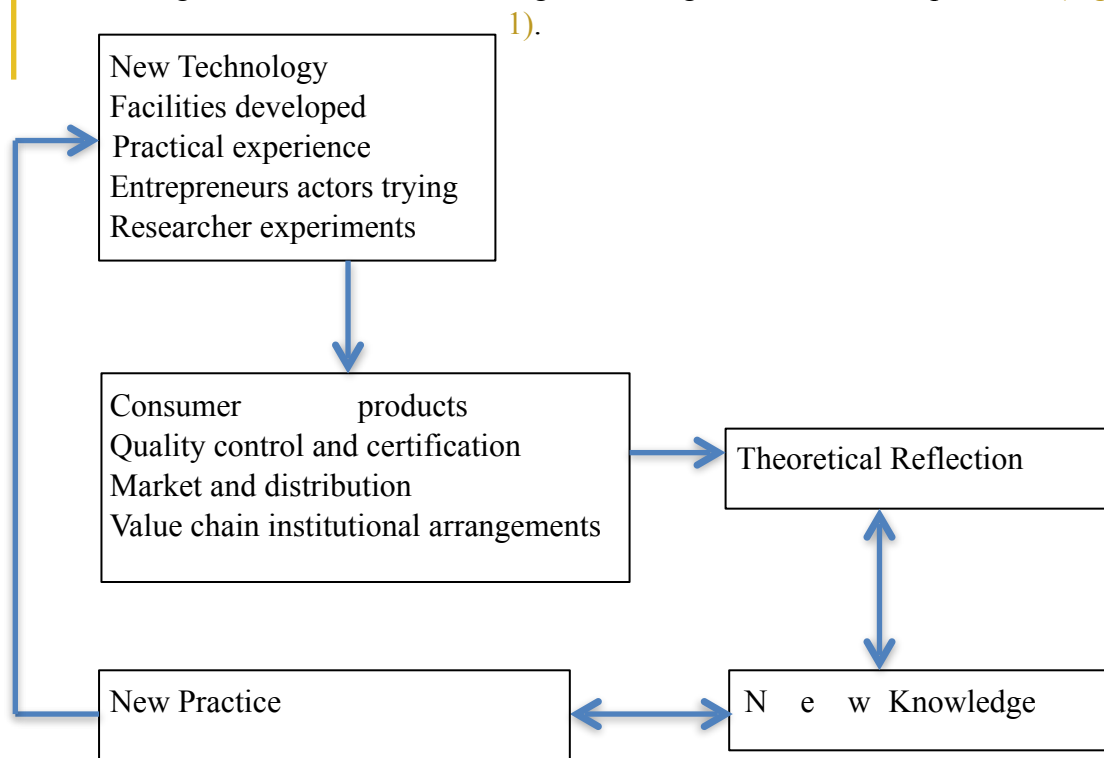 1).
New Technology
Facilities developed
Practical experience
Entrepreneurs actors trying
Researcher experiments
Consumer products
Quality control and certification
Market and distribution
Value chain institutional arrangements
Theoretical Reflection
New Practice
N e w Knowledge